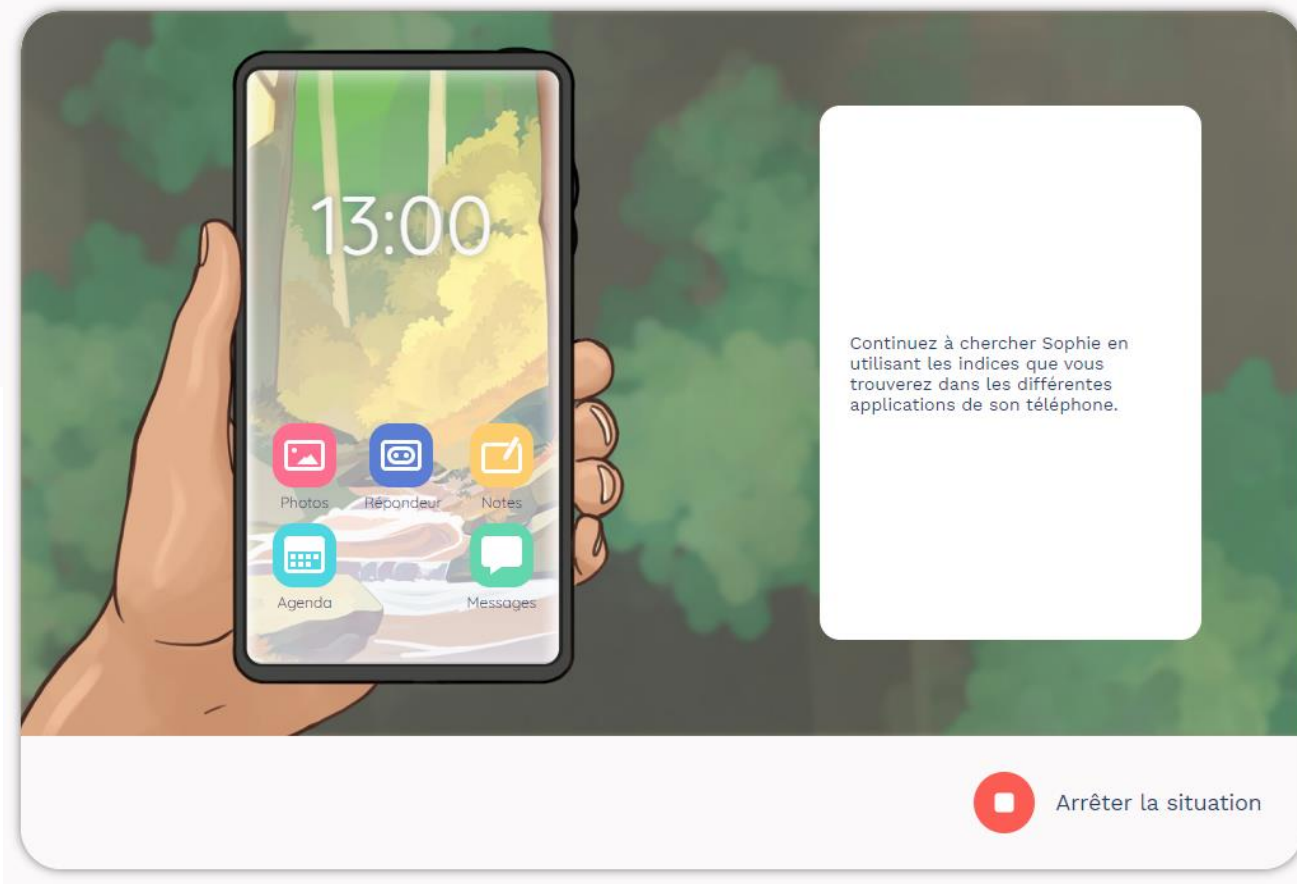 13:00
Photos Répondeur Notes
Agenda Messages
Continuez à chercher Sophie en
utilisant les indices que vous
trouverez dans les différentes
applications de son téléphone.
Arrêter la situation